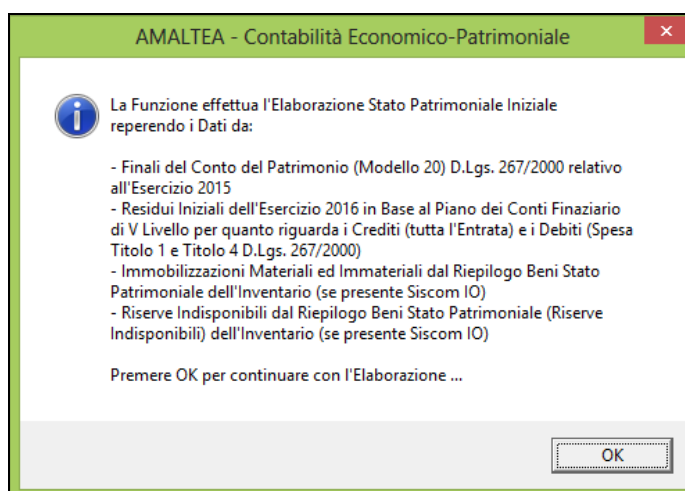 AMALTEA - Contabilità Economico-Patrimoniale
×
La Funzione effettua l'Elaborazione Stato Patrimoniale Iniziale
reperendo i Dati da:
- Finali del Conto del Patrimonio (Modello 20) D.Lgs. 267/2000 relativo
all'Esercizio 2015
- Residui Iniziali dell'Esercizio 2016 in Base al Piano dei Conti Finaziario
di V Livello per quanto riguarda i Crediti (tutta l'Entrata) e i Debiti (Spesa
Titolo 1 e Titolo 4 D.Lgs. 267/2000)
- Immobilizzazioni Materiali ed Immateriali dal Riepilogo Beni Stato
Patrimoniale dell'Inventario (se presente Siscom IO)
- Riserve Indisponibili dal Riepilogo Beni Stato Patrimoniale (Riserve
Indisponibili) dell'Inventario (se presente Siscom IO)
Premere OK per continuare con l'Elaborazione ...
OK